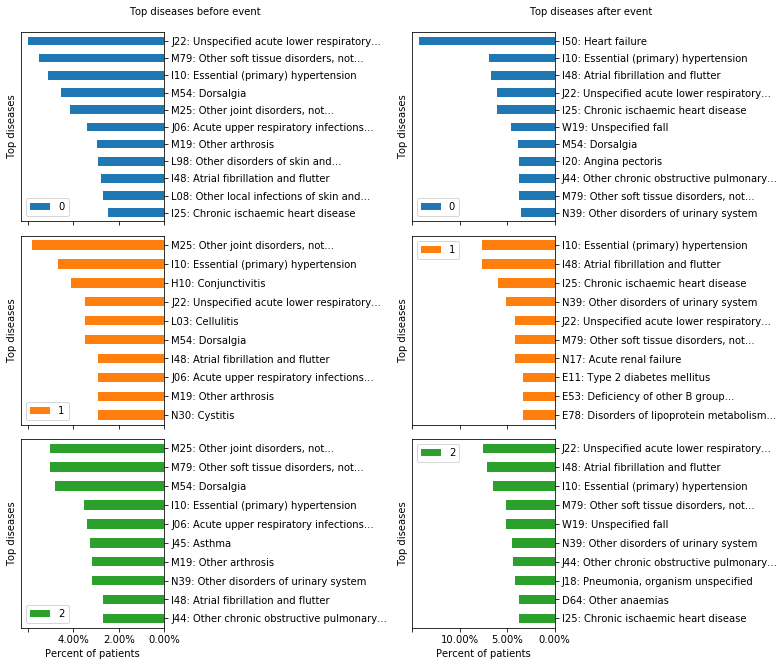 Top diseases before event
Top diseases
J22: Unspecified acute lower respiratory...
M79: Other soft tissue disorders, not...
I10: Essential (primary) hypertension
M54: Dorsalgia
M25: Other joint disorders, not...
J06: Acute upper respiratory infections...
M19: Other arthrosis
L98: Other disorders of skin and...
I48: Atrial fibrillation and flutter
L08: Other local infections of skin and...
I25: Chronic ischaemic heart disease
0
Top diseases
M25: Other joint disorders, not...
I10: Essential (primary) hypertension
H10: Conjunctivitis
J22: Unspecified acute lower respiratory...
L03: Cellulitis
M54: Dorsalgia
I48: Atrial fibrillation and flutter
J06: Acute upper respiratory infections...
M19: Other arthrosis
N30: Cystitis
1
Top diseases
M25: Other joint disorders, not...
M79: Other soft tissue disorders, not...
M54: Dorsalgia
I10: Essential (primary) hypertension
J06: Acute upper respiratory infections...
J45: Asthma
M19: Other arthrosis
N39: Other disorders of urinary system
I48: Atrial fibrillation and flutter
J44: Other chronic obstructive pulmonary...
2
4.00% 2.00% 0.00%
Percent of patients
Top diseases after event
Top diseases
I50: Heart failure
I10: Essential (primary) hypertension
I48: Atrial fibrillation and flutter
J22: Unspecified acute lower respiratory...
I25: Chronic ischaemic heart disease
W19: Unspecified fall
M54: Dorsalgia
I20: Angina pectoris
J44: Other chronic obstructive pulmonary...
M79: Other soft tissue disorders, not...
N39: Other disorders of urinary system
0
Top diseases
I10: Essential (primary) hypertension
I48: Atrial fibrillation and flutter
I25: Chronic ischaemic heart disease
N39: Other disorders of urinary system
J22: Unspecified acute lower respiratory...
M79: Other soft tissue disorders, not...
N17: Acute renal failure
E11: Type 2 diabetes mellitus
E53: Deficiency of other B group...
E78: Disorders of lipoprotein metabolism...
1
Top diseases
J22: Unspecified acute lower respiratory...
I48: Atrial fibrillation and flutter
I10: Essential (primary) hypertension
M79: Other soft tissue disorders, not...
W19: Unspecified fall
N39: Other disorders of urinary system
J44: Other chronic obstructive pulmonary...
J18: Pneumonia, organism unspecified
D64: Other anaemias
I25: Chronic ischaemic heart disease
2
10.00% 5.00% 0.00%
Percent of patients